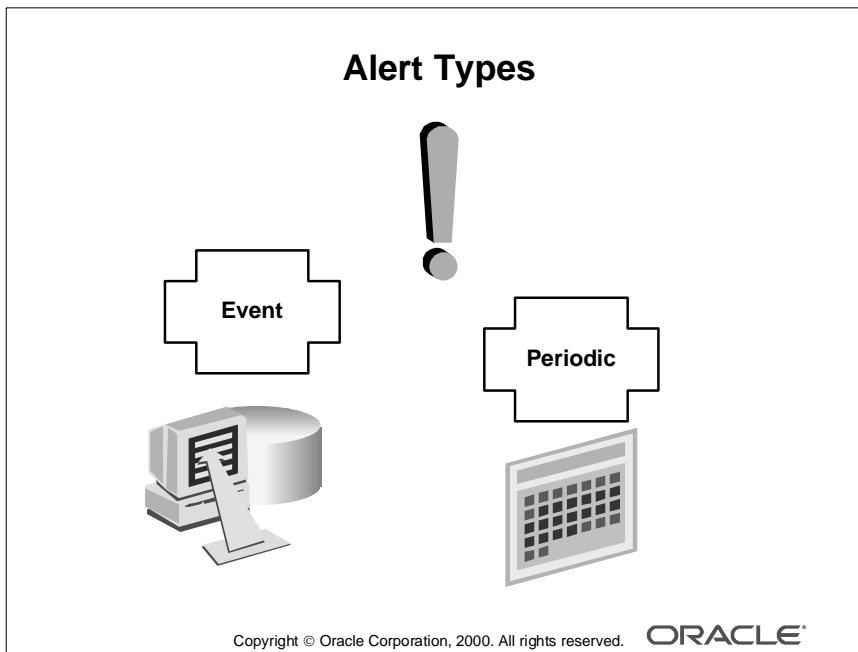 Alert Types
Event
Periodic
Copyright © Oracle Corporation, 2000. All rights reserved.
ORACLE®